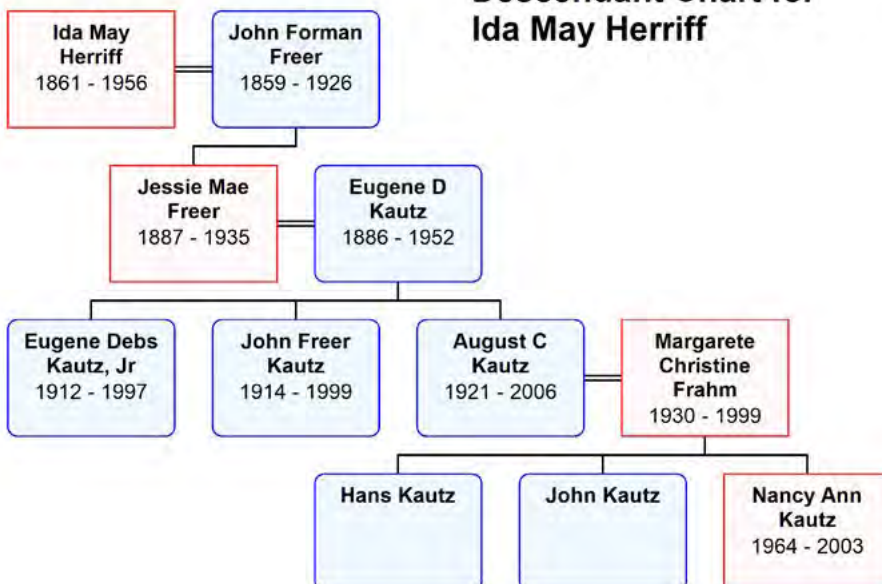 Descendant Chart for
Ida May Herriff
Ida May
Herriff
1861 - 1956
John Forman
Freer
1859 - 1926
Jessie Mae
Freer
1887 - 1935
Eugene D
Kautz
1886 - 1952
Eugene Debs
Kautz, Jr
1912 - 1997
John Freer
Kautz
1914 - 1999
August C
Kautz
1921 - 2006
Margarete
Christine
Frahm
1930 - 1999
Hans Kautz
John Kautz
Nancy Ann
Kautz
1964 - 2003